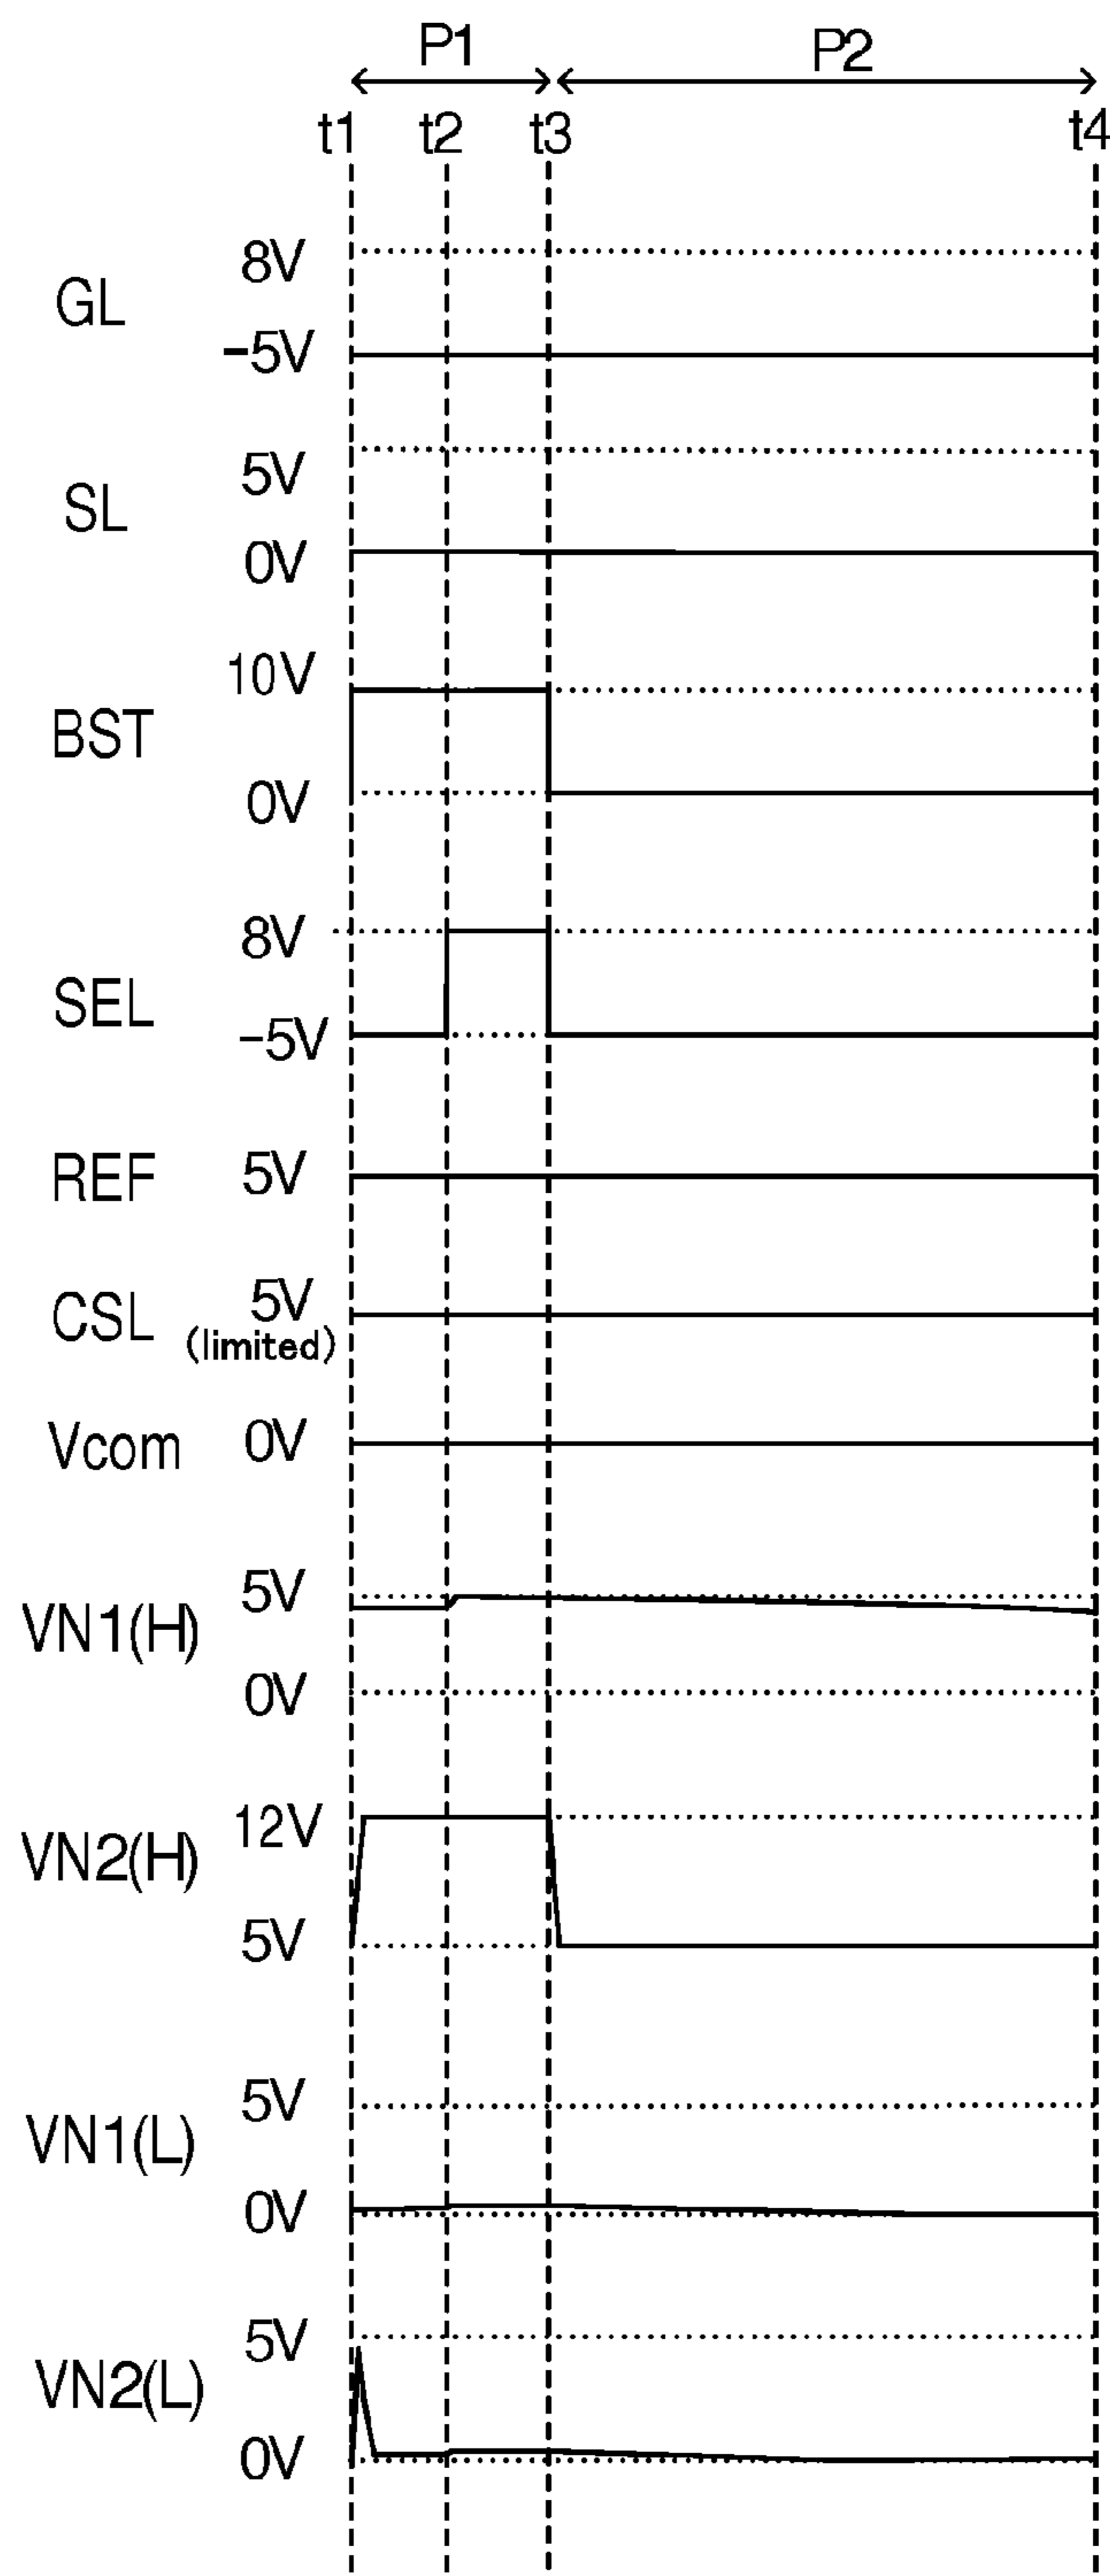 P1 P2
t1 t2 t3 t4
8V
GL
-5V
5V
SL
0V
10V
BST
0V
8V
SEL
-5V
REF 5V
CSL 5V
(limited)
Vcom 0V
5V
VN1(H)
0V
12V
VN2(H)
5V
5V
VN1(L)
0V
5V
VN2(L)
0V